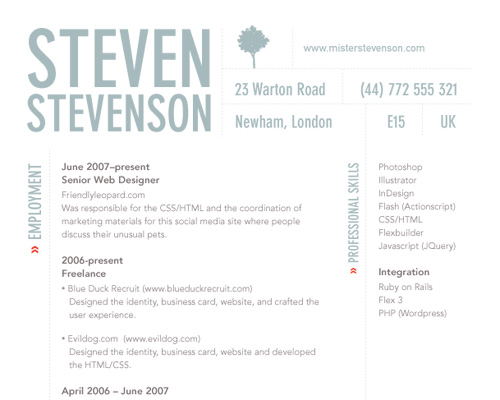 STEVEN
STEVENSON
www.misterstevenson.com
23 Warton Road
(44) 772 555 321
Newham, London
E15
UK
EMPLOYMENT
June 2007–present
Senior Web Designer
Friendlyleopard.com
Was responsible for the CSS/HTML and the coordination of
marketing materials for this social media site where people
discuss their unusual pets.
2006-present
Freelance
• Blue Duck Recruit (www.blueduckrecruit.com)
Designed the identity, business card, website, and crafted the
user experience.
• Evildog.com (www.evildog.com)
Designed the identity, business card, website and developed
the HTML/CSS.
April 2006 – June 2007
PROFESSIONAL SKILLS
Photoshop
Illustrator
InDesign
Flash (Actionscript)
CSS/HTML
Flexbuilder
Javascript (JQuery)
Integration
Ruby on Rails
Flex 3
PHP (Wordpress)